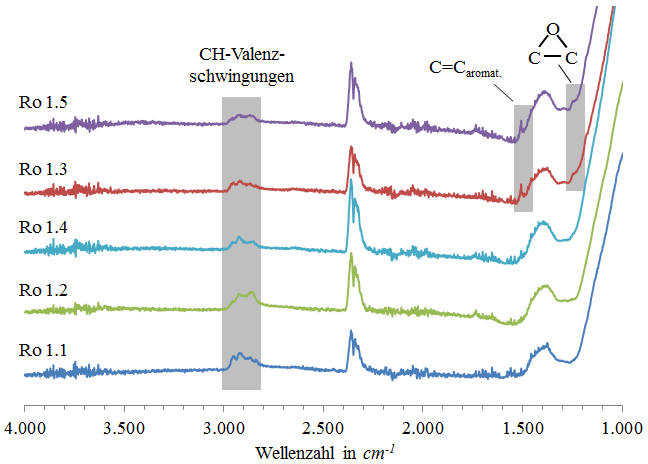 CH-Valenz-
schwingungen
C=Caromat.
O
C C
Ro 1.5
Ro 1.3
Ro 1.4
Ro 1.2
Ro 1.1
4.000 3.500 3.000 2.500 2.000 1.500 1.000
Wellenzahl in cm-1